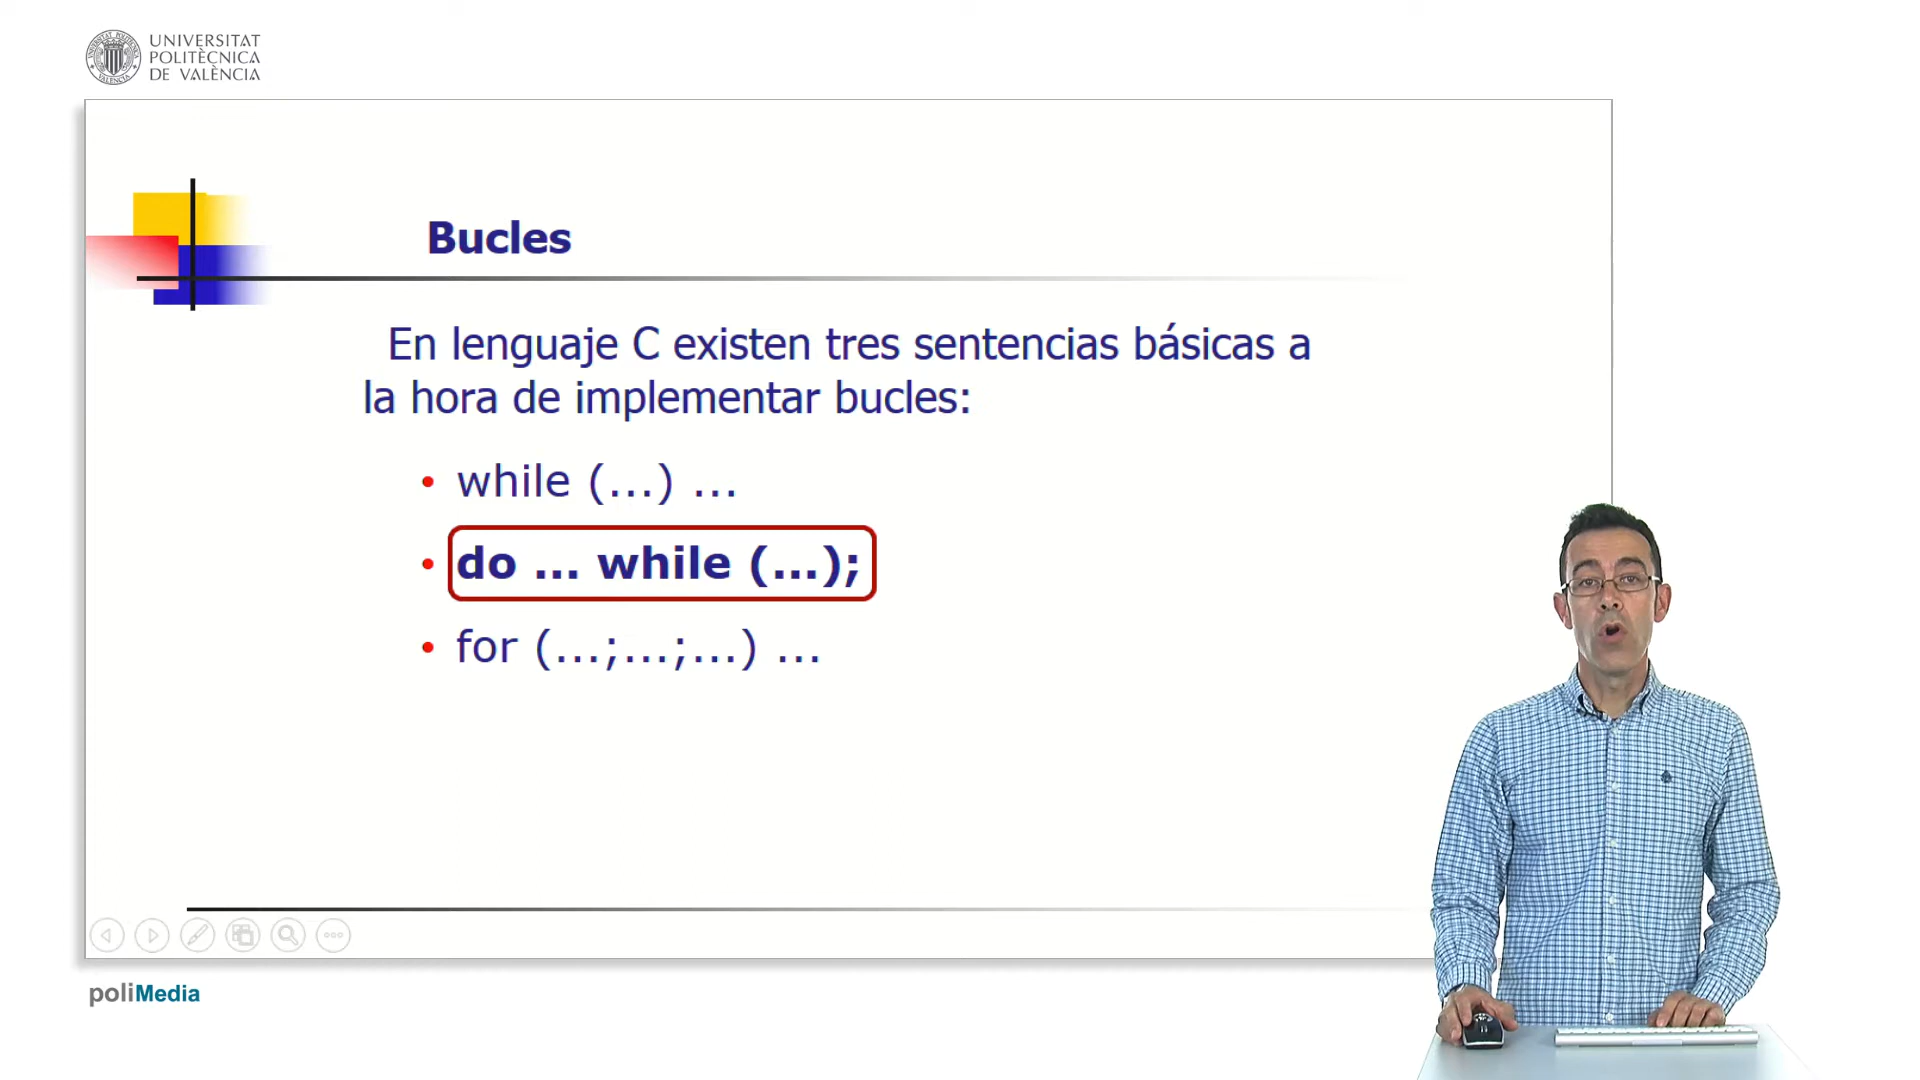 UNIVERSITAT
POLITÈCNICA
DE VALÈNCIA
Bucles
En lenguaje C existen tres sentencias básicas a
la hora de implementar bucles:
• while (...) ...
• do ... while (...);
• for (...;...;...) ...
poliMedia